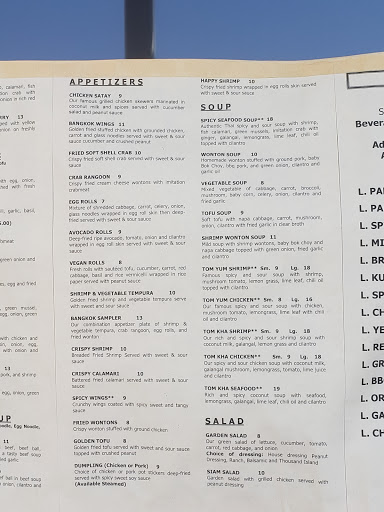 APPETIZERS
CHICKEN SATAY 9
Our famous grilled chicken skewers marinated in
coconut milk and spices served with cucumber
salad and peanut sauce
BANGKOK WINGS 11
Golden fried stuffed chicken with grounded chicken,
carrot and glass noodles served with sweet & sour
sauce cucumber and crushed peanut
FRIED SOFT SHELL CRAB 10
Crispy fried soft shell crab served with sweet & sour
sauce
CRAB RANGOON 9
Crispy fried cream cheese wontons with imitation
crabmeat
EGG ROLLS 7
Mixture of shredded cabbage, carrot, celery, onion,
glass noodles wrapped in egg roll skin then deep-
fried served with sweet & sour sauce
AVOCADO ROLLS 9
Deep-fried ripe avocado, tomato, onion and cilantro
wrapped in egg roll skin served with sweet & sour
sauce
VEGAN ROLLS 8
Fresh rolls with sauteed tofu, cucumber, carrot, red
cabbage, basil and rice vermicelli wrapped in rice
paper served with peanut sauce
SHRIMP & VEGETABLE TEMPURA 10
Golden fried shrimp and vegetable tempura serve
with sweet and sour sauce
BANGKOK SAMPLER 13
Our combination appetizer plate of shrimp &
vegetable tempura, crab rangoon, egg rolls, and
fried wonton
CRISPY SHRIMP 10
Breaded Fried Shrimp Served with sweet & sour
sauce
CRISPY CALAMARI 10
Battered fried calamari served with sweet & sour
sauce
SPICY WINGS** 9
Crunchy wings coated with spicy sweet and tangy
sauce
FRIED WONTONS 8
Crispy wonton stuffed with ground chicken
GOLDEN TOFU 8
Golden fried tofu served with sweet and sour sauce
topped with crushed peanut
DUMPLING (Chicken or Pork) 9
Choice of chicken or pork pot stickers deep-fried
served with spicy sweet soy sauce
(Available Steamed)
HAPPY SHRIMP 10
Crispy fried shrimp wrapped in egg rolls skin served
with sweet & sour sauce
SOUP
SPICY SEAFOOD SOUP** 18
Authentic Thai spicy and sour soup with shrimp,
fish calamari, green mussels, imitation crab with
ginger, galangal, lemongrass, lime leaf, chili oil
topped with cilantro
WONTON SOUP 10
Homemade wonton stuffed with ground pork, baby
Bok Choy, bbq pork, and green onion, cilantro and
garlic oil
VEGETABLE SOUP 8
Mixed vegetable of cabbage, carrot, broccoli,
mushroom, baby corn, celery, onion, cilantro and
fried garlic
TOFU SOUP 9
Soft tofu with napa cabbage, carrot, mushroom,
onion, cilantro with fried garlic in clear broth
SHRIMP WONTON SOUP 11
Mild soup with shrimp wontons, baby bok choy and
napa cabbage topped with green onion, fried garlic
and cilantro
TOM YUM SHRIMP** Sm. 9 Lg. 18
Famous spicy and sour soup with, shrimp,
mushroom, tomato, lemon grass, lime leaf, chili oil
topped with cilantro
TOM YUM CHICKEN** Sm. 8 Lg. 16
Our famous spicy and sour soup with chicken,
mushroom, tomato, lemongrass, lime leaf with chili
oil and cilantro
TOM KHA SHRIMP** Sm. 9 Lg. 18
Our rich and spicy and sour shrimp soup with
coconut milk, galangal, lemon grass and cilantro
TOM KHA CHICKEN** Sm. 9 Lg. 16
Our spicy and sour chicken soup with coconut milk,
galangal, mushroom, lemongrass, tomato, lime juice
and cilantro
TOM KHA SEAFOOD** 19
Rich and spicy coconut soup with seafood,
lemongrass, galangal, lime leaf, chili oil and cilantro
SALAD
GARDEN SALAD 8
Our green salad of lettuce, cucumber, tomato,
carrot, red cabbage, and onion
Choice of dressing: House dressing Peanut
Dressing, Ranch, Balsamic and Thousand Island
SIAM SALAD 10
Garden salad with grilled chicken served with
peanut dressing
Bevera
L. PA
L. PA
L. SP
L. MI
L. BR
L. KU
L. SP
L. CH
L. YE
L. RE
L. GR
L. BB
L. OR
L. GA
L. CH